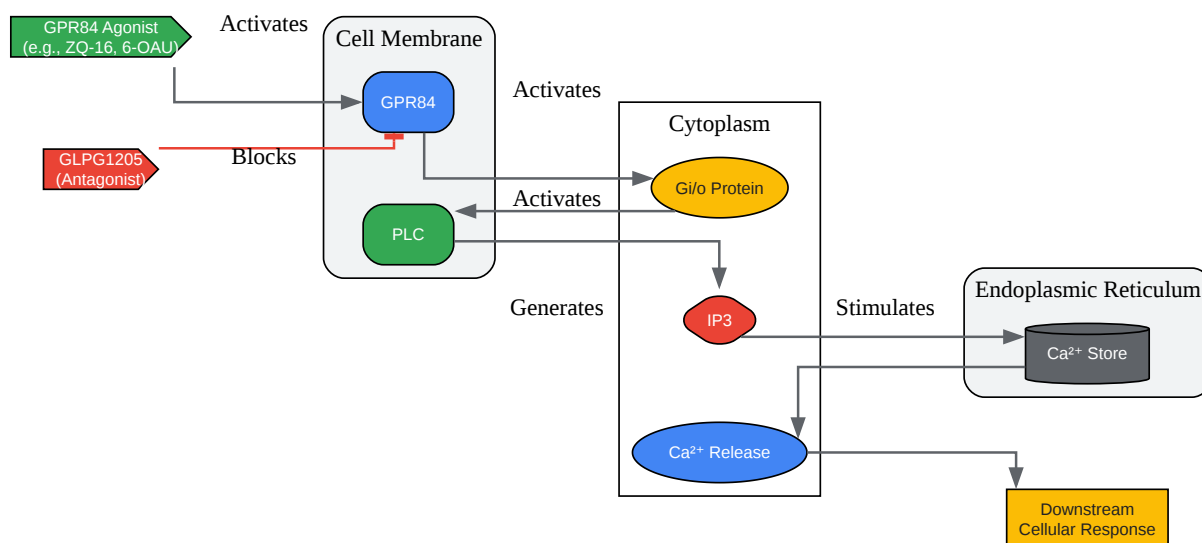 GPR84 Agonist
(e.g., ZQ-16, 6-OAU)
Activates
Cell Membrane
GPR84
Activates
GLPG1205
(Antagonist)
Blocks
Cytoplasm
Gi/o Protein
Activates
PLC
Generates
IP3
Stimulates
Endoplasmic Reticulum
Ca²⁺ Store
Ca²⁺ Release
Downstream
Cellular Response